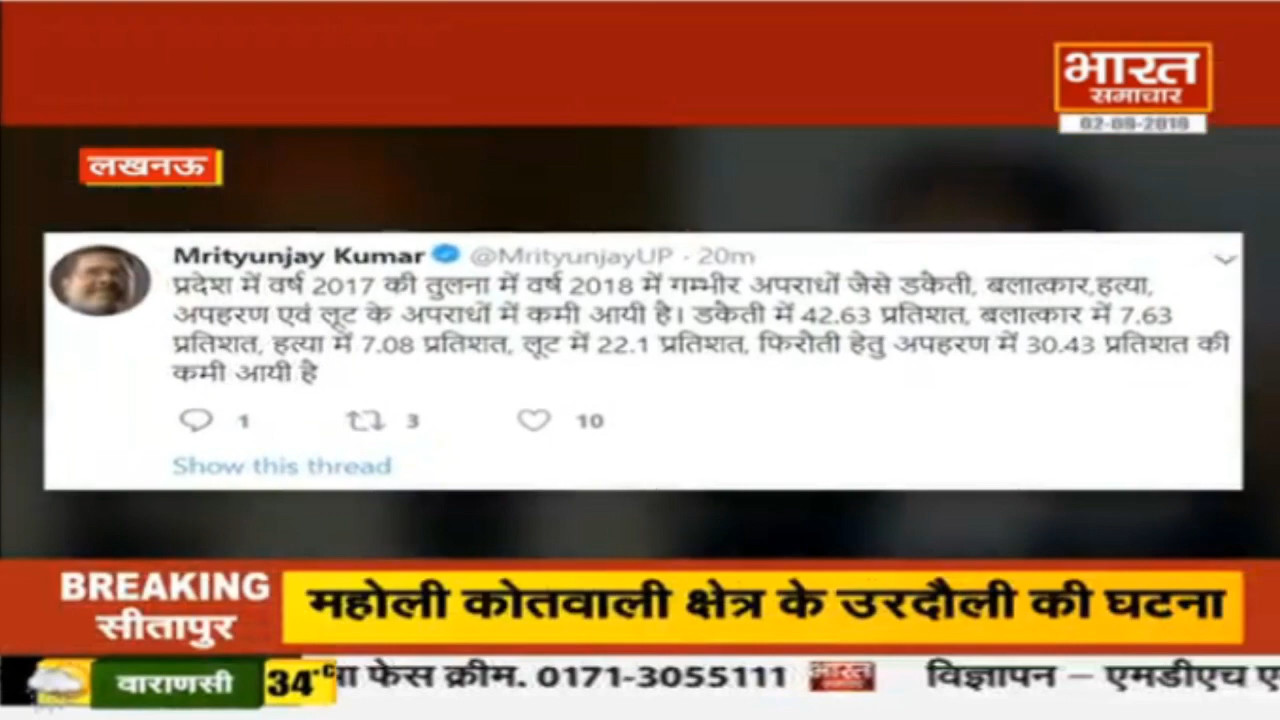 भारत
समाचार
02-09-2019
लखनऊ
Mrityunjay Kumar @MrityunjayUP · 20m
प्रदेश में वर्ष 2017 की तुलना में वर्ष 2018 में गम्भीर अपराधों जैसे डकैती, बलात्कार,हत्या,
अपहरण एवं लूट के अपराधों में कमी आयी है। डकैती में 42.63 प्रतिशत, बलात्कार में 7.63
प्रतिशत, हत्या में 7.08 प्रतिशत, लूट में 22.1 प्रतिशत, फिरौती हेतु अपहरण में 30.43 प्रतिशत की
कमी आयी है
1 3 10
Show this thread
BREAKING
सीतापुर
महोली कोतवाली क्षेत्र के उरदौली की घटना
वाराणसी 34°C फेस क्रीम. 0171-3055111 भारत समाचार विज्ञापन – एमडीएच